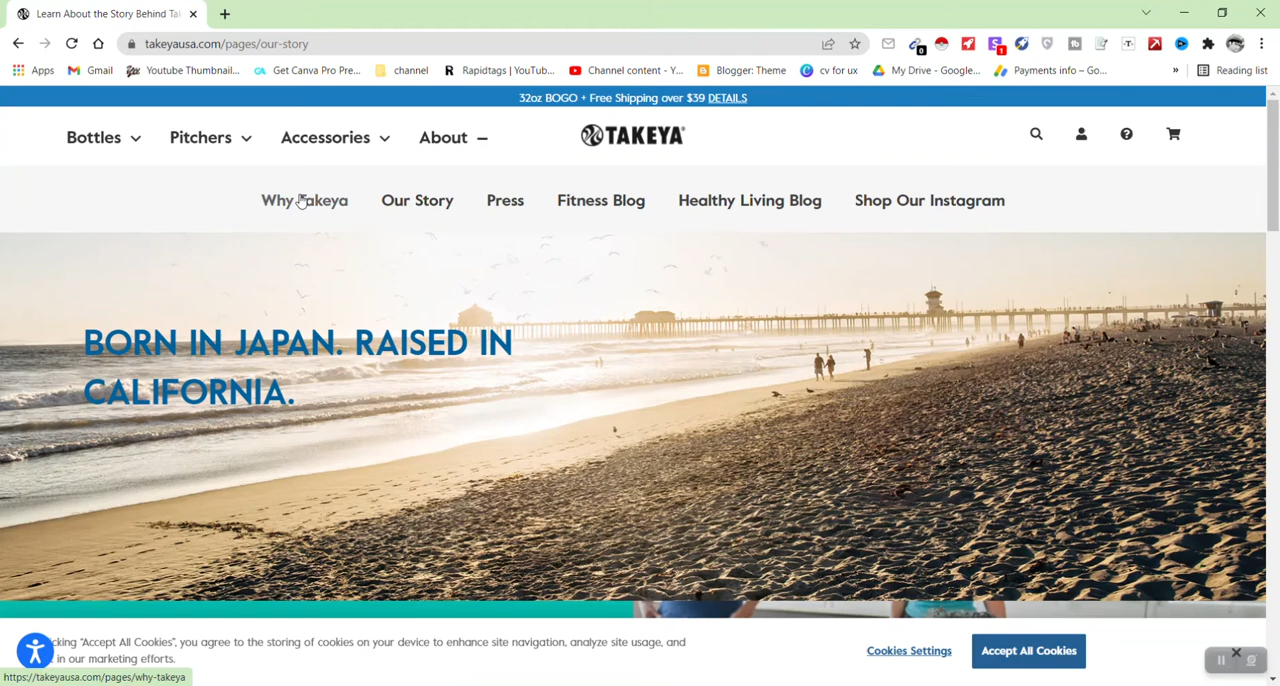 Learn About the Story Behind Tak
takeyausa.com/pages/our-story
Apps Gmail Youtube Thumbnail... Get Canva Pro Pre... channel Rapidtags | YouTub... Channel content - Y... Blogger: Theme cv for ux My Drive - Google... Payments info – Go... » Reading list
32oz BOGO + Free Shipping over $39 DETAILS
Bottles Pitchers Accessories About TAKEYA
Why Takeya Our Story Press Fitness Blog Healthy Living Blog Shop Our Instagram
BORN IN JAPAN. RAISED IN
CALIFORNIA.
cking “Accept All Cookies”, you agree to the storing of cookies on your device to enhance site navigation, analyze site usage, and
in our marketing efforts.
Cookies Settings Accept All Cookies
https://takeyausa.com/pages/why-takeya